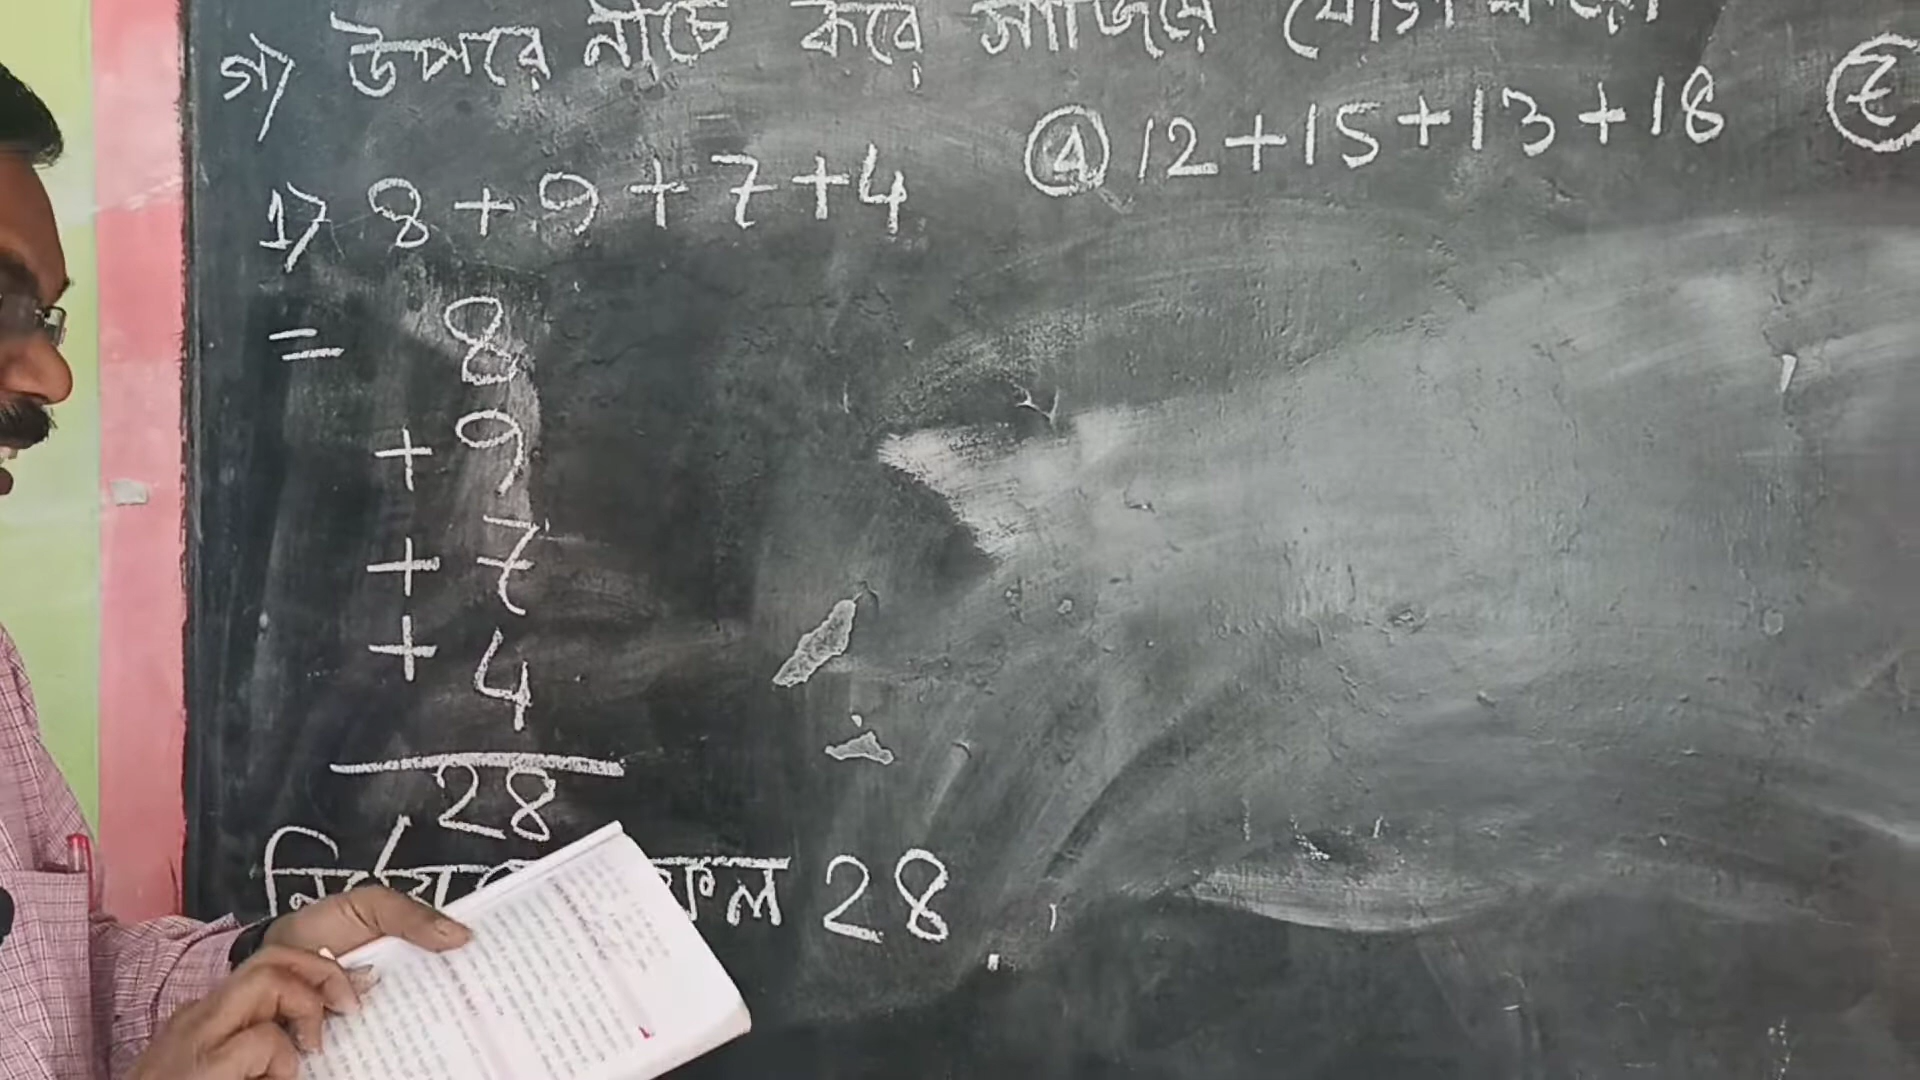 গ) উপরে নীচে করে সাজিয়ে যোগ করো
1) 8 + 9 + 7 + 4
④ 12 + 15 + 13 + 18
= 8
+ 9
+ 7
+ 4
28
28